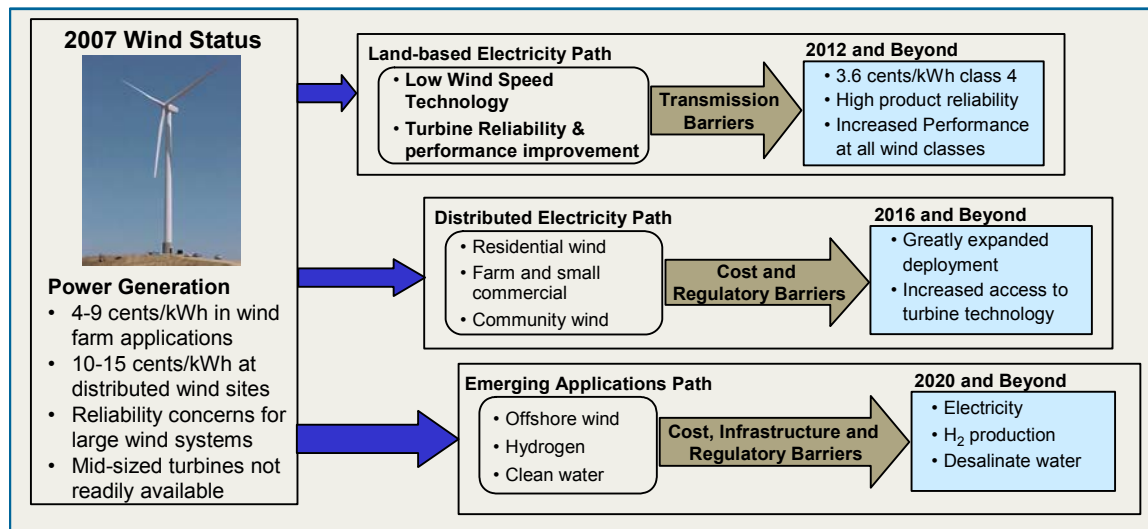 2007 Wind Status
Power Generation
• 4-9 cents/kWh in wind
farm applications
• 10-15 cents/kWh at
distributed wind sites
• Reliability concerns for
large wind systems
• Mid-sized turbines not
readily available
Land-based Electricity Path
• Low Wind Speed
Technology
• Turbine Reliability &
performance improvement
Transmission
Barriers
2012 and Beyond
• 3.6 cents/kWh class 4
• High product reliability
• Increased Performance
at all wind classes
Distributed Electricity Path
• Residential wind
• Farm and small
commercial
• Community wind
Cost and
Regulatory Barriers
2016 and Beyond
• Greatly expanded
deployment
• Increased access to
turbine technology
Emerging Applications Path
• Offshore wind
• Hydrogen
• Clean water
Cost, Infrastructure and
Regulatory Barriers
2020 and Beyond
• Electricity
• H₂ production
• Desalinate water